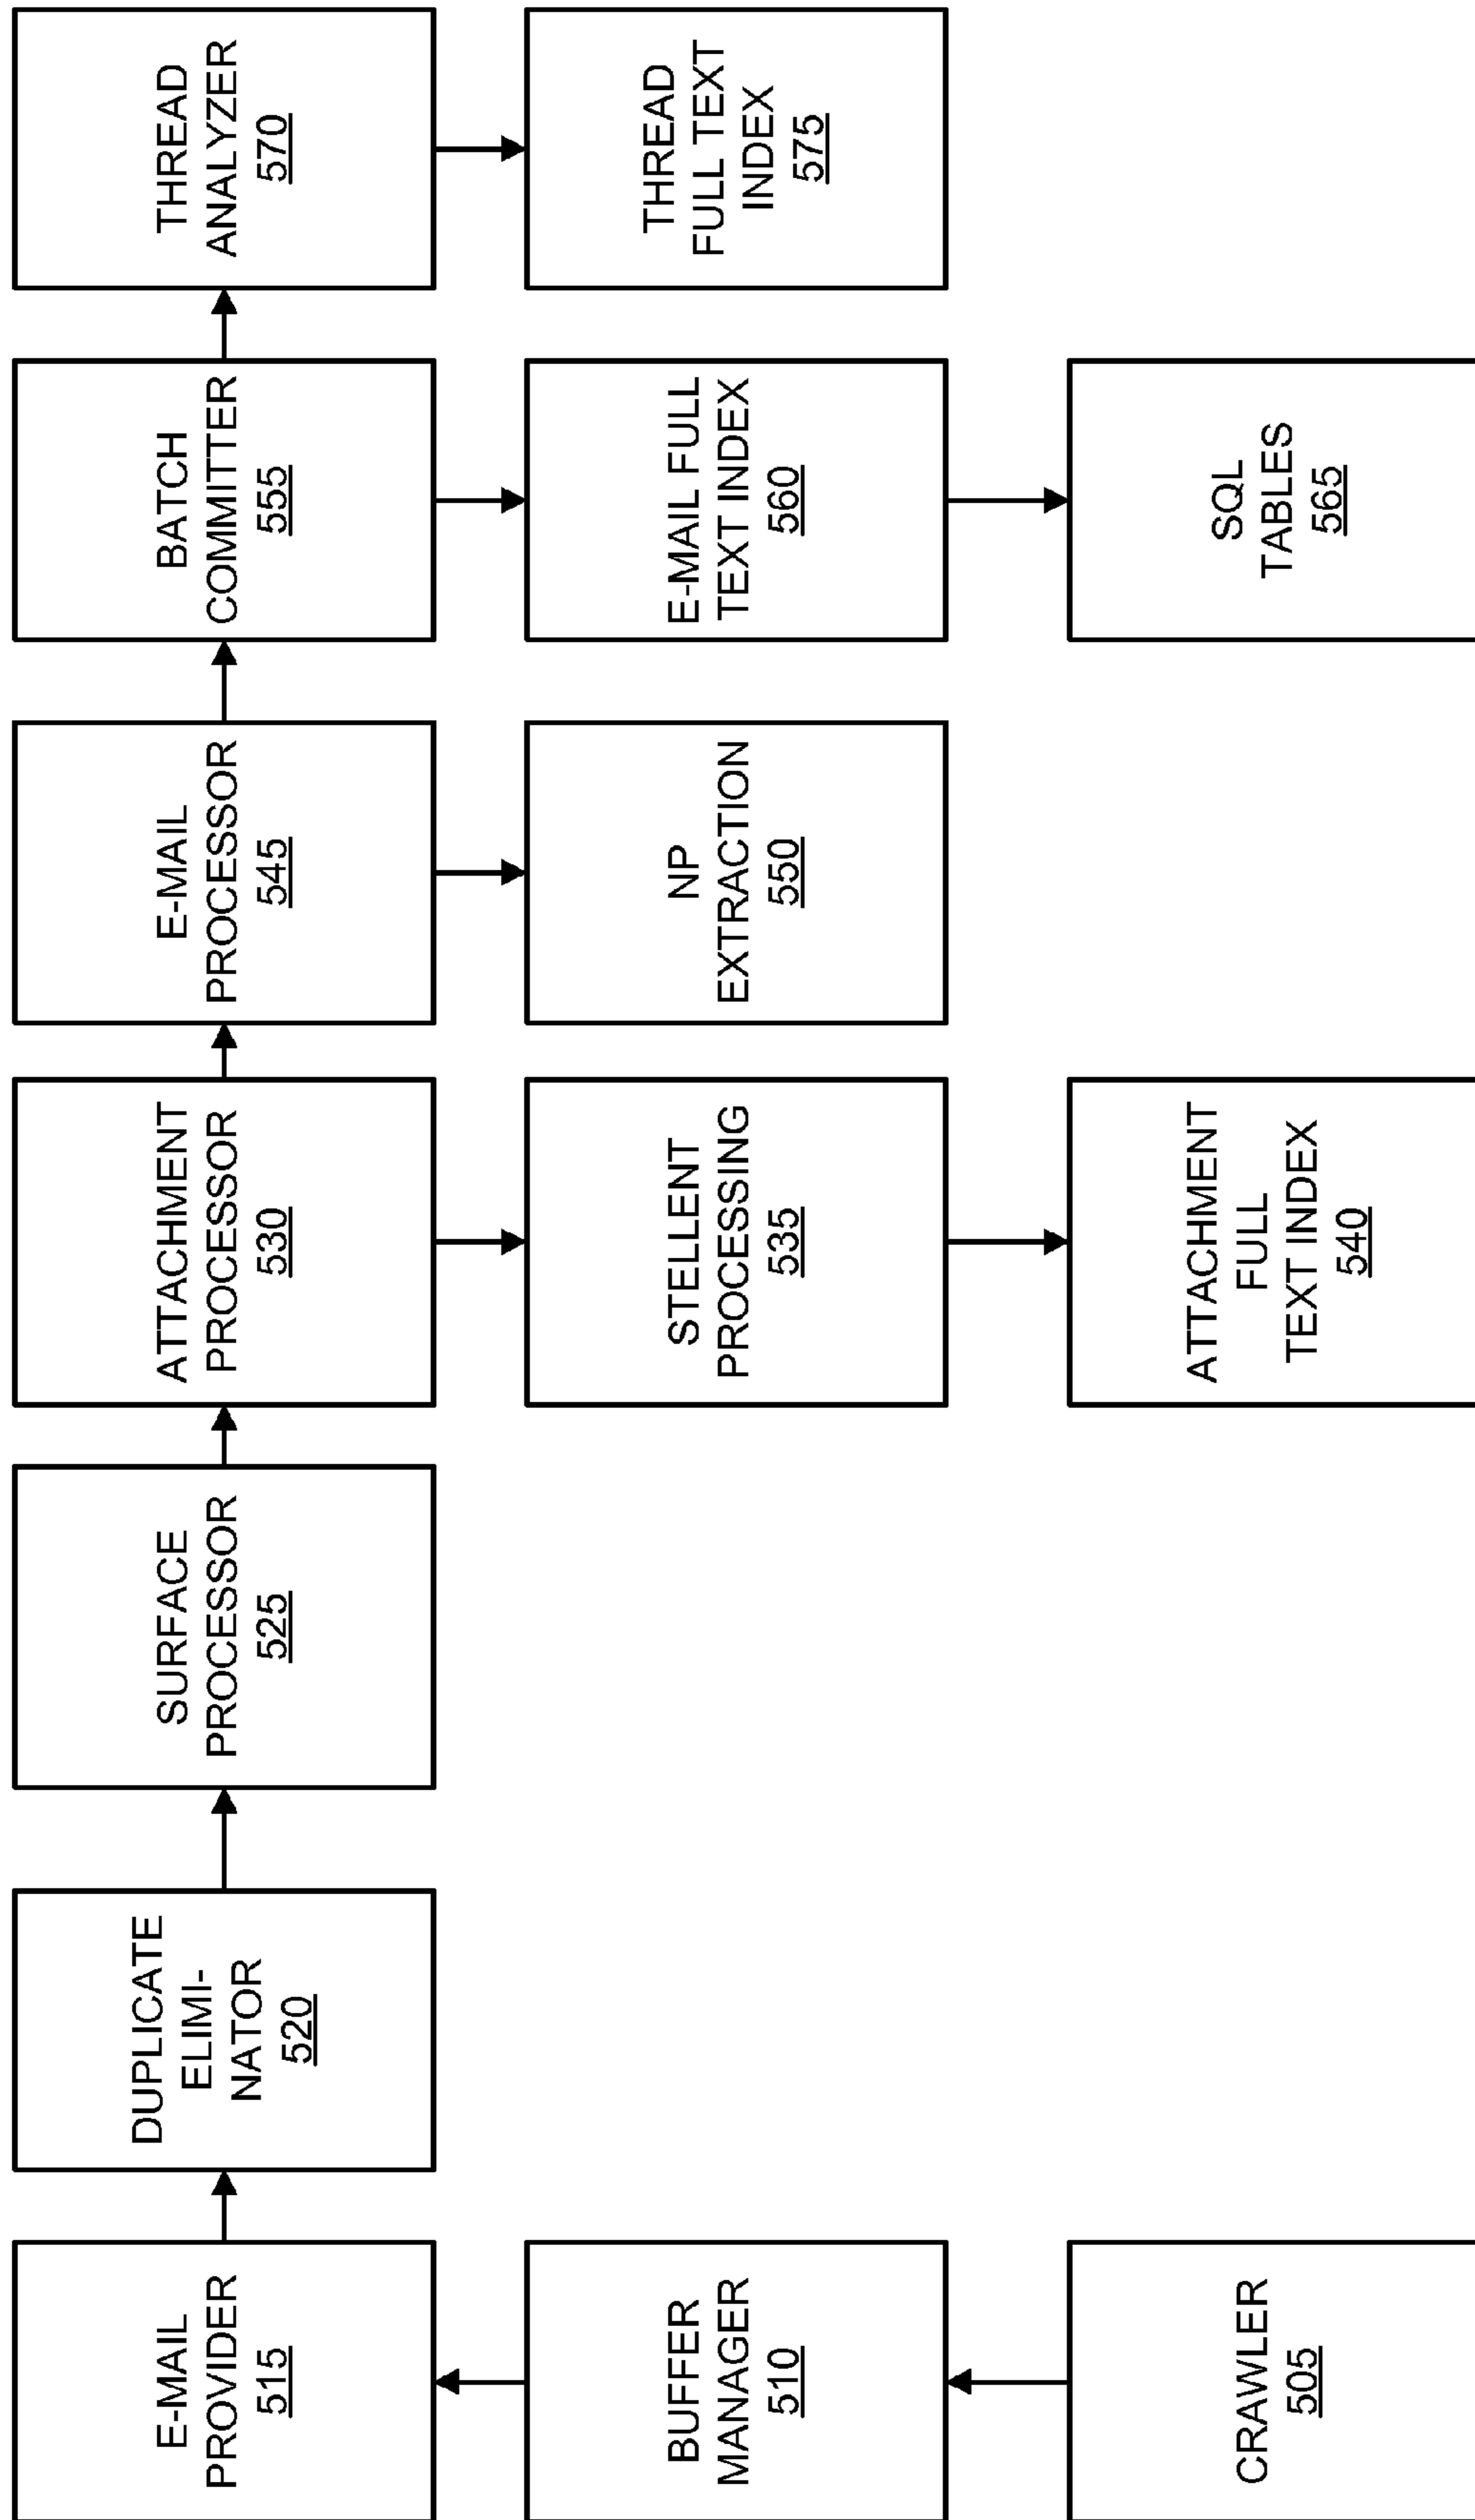 E-MAIL
PROVIDER
515
DUPLICATE
ELIMI-
NATOR
520
SURFACE
PROCESSOR
525
ATTACHMENT
PROCESSOR
530
E-MAIL
PROCESSOR
545
BATCH
COMMITTER
555
THREAD
ANALYZER
570
BUFFER
MANAGER
510
STELLENT
PROCESSING
535
NP
EXTRACTION
550
E-MAIL FULL
TEXT INDEX
560
THREAD
FULL TEXT
INDEX
575
CRAWLER
505
ATTACHMENT
FULL
TEXT INDEX
540
SQL
TABLES
565